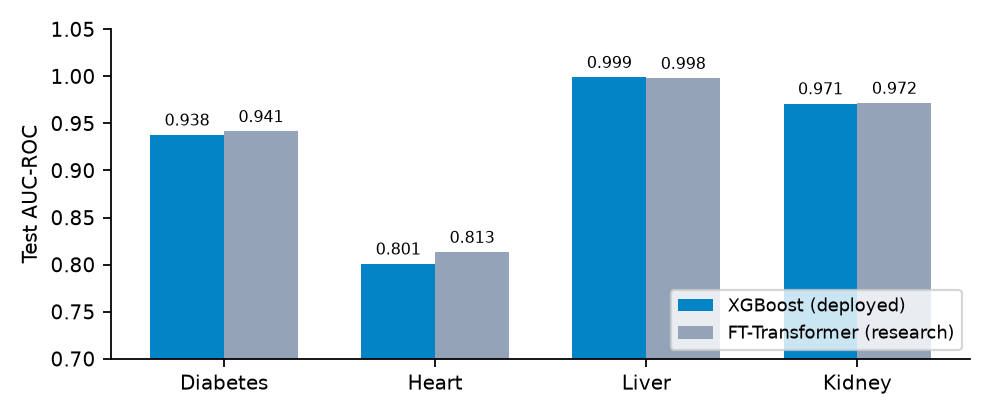 Test AUC-ROC
1.05
1.00
0.95
0.90
0.85
0.80
0.75
0.70
0.938
0.941
0.801
0.813
0.999
0.998
0.971
0.972
XGBoost (deployed)
FT-Transformer (research)
Diabetes
Heart
Liver
Kidney